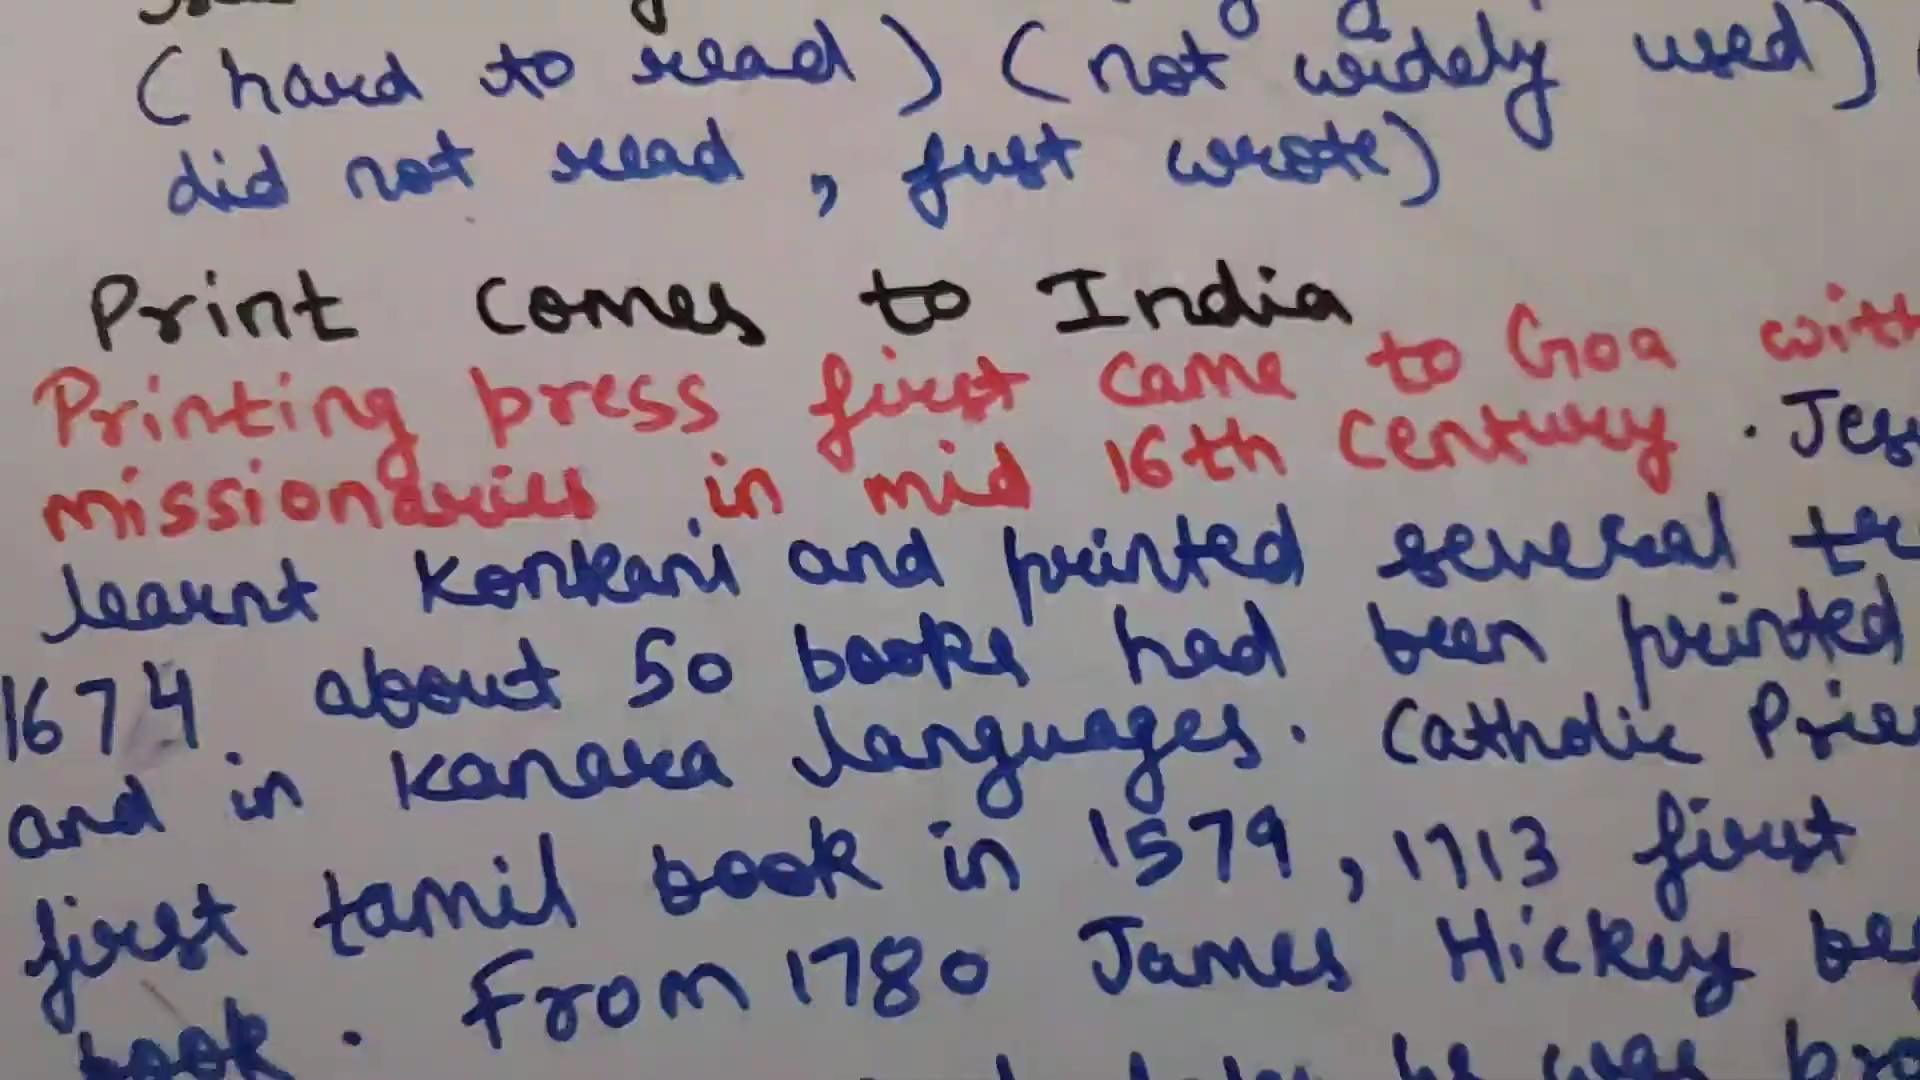 (hard to read) (not widely used)
did not read, just wrote)
Print Comes to India
Printing press first came to Goa with
missionaries in mid 16th century. Jes
learnt Konkani and printed several
1674 about 50 books had been printed
and in Kanara languages. Catholic Prie
first tamil book in 1579, 1713 first
book. From 1780 James Hickey be
he was